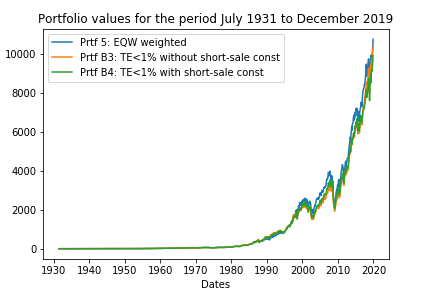 Portfolio values for the period July 1931 to December 2019
Prtf 5: EQW weighted
Prtf B3: TE<1% without short-sale const
Prtf B4: TE<1% with short-sale const
10000
8000
6000
4000
2000
0
1930 1940 1950 1960 1970 1980 1990 2000 2010 2020
Dates